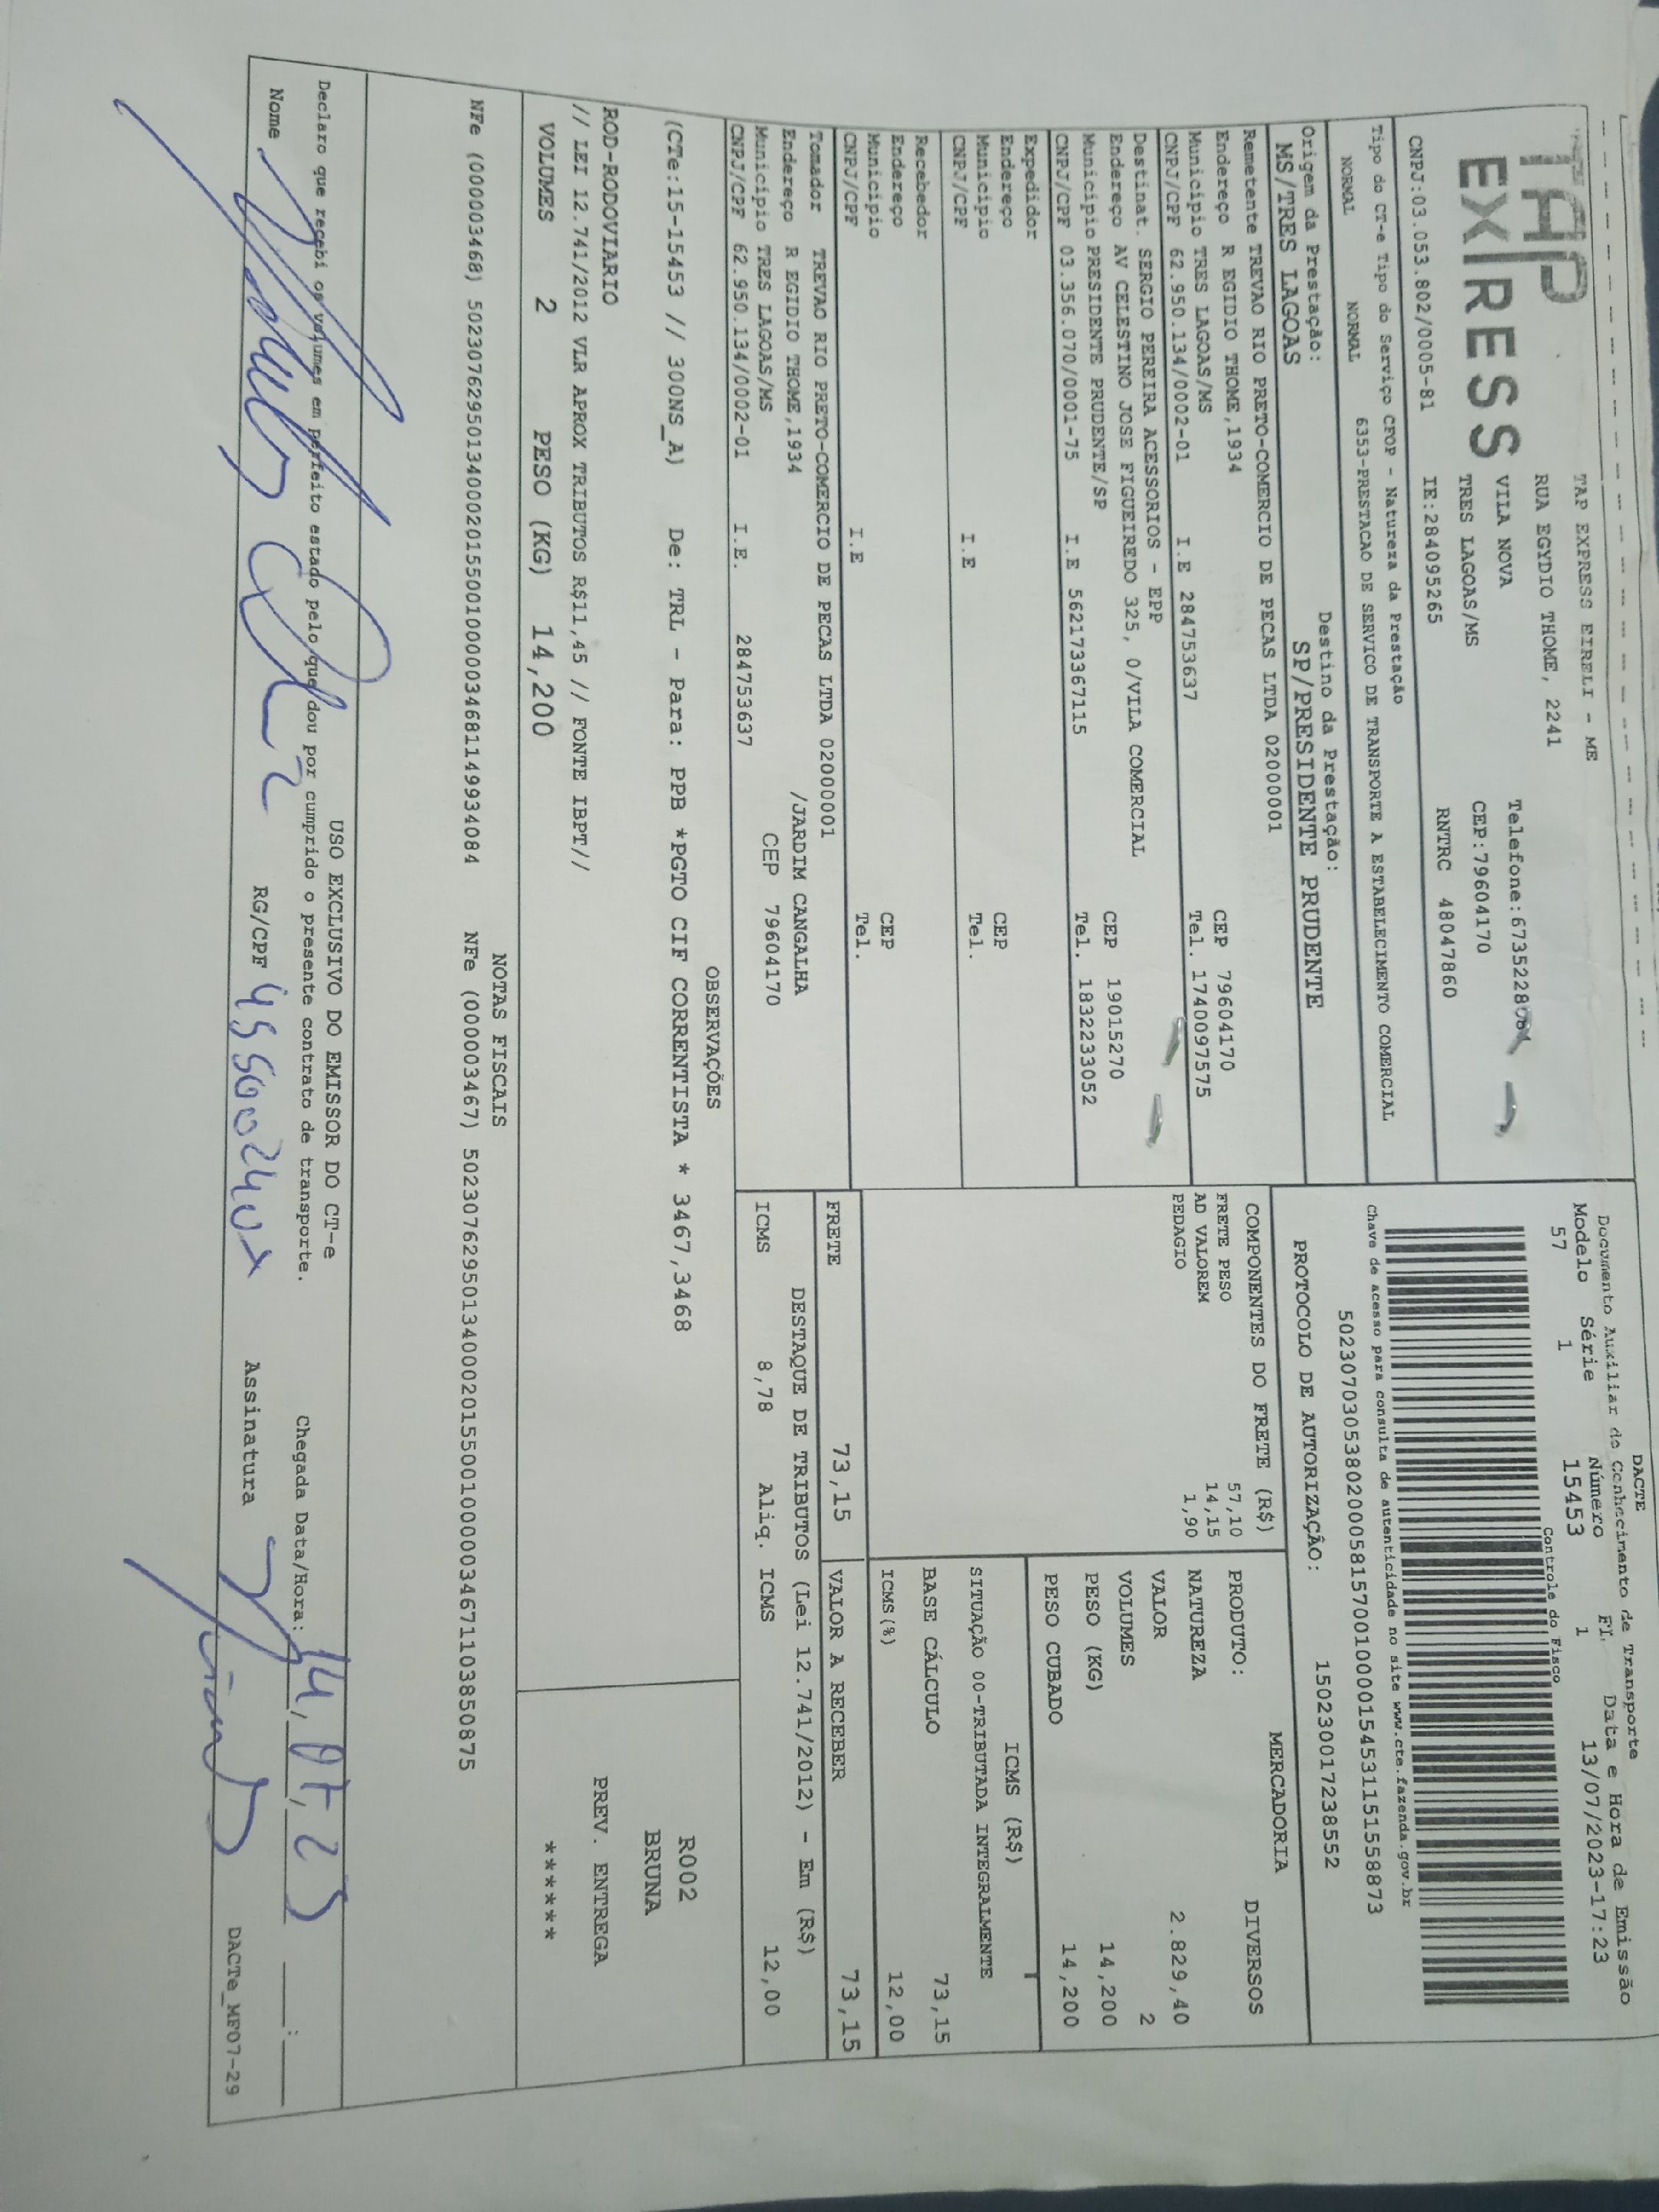 TAP EXPRESS
TAP EXPRESS EIRELI - ME
RUA EGYDIO THOME, 2241
VILA NOVA
TRES LAGOAS/MS
CNPJ:03.053.802/0005-81 IE:284095265
CEP:79604170
RNTRC 48047860
DACTE
Documento Auxiliar de Conhecimento de Transporte
Modelo Série Número FL. Data e Hora de Emissão
57 1 15453 1 13/07/2023-17:23
Controle do Fisco
Tipo do CT-e Tipo do Serviço CFOP - Natureza da Prestação
NORMAL NORMAL 6353-PRESTACAO DE SERVICO DE TRANSPORTE A ESTABELECIMENTO COMERCIAL
Chave de acesso para consulta de autenticidade no site www.cte.fazenda.gov.br
50230703053802000581570010000154531151558873
Origem da Prestação: Destino da Prestação:
MS/TRES LAGOAS SP/PRESIDENTE PRUDENTE
PROTOCOLO DE AUTORIZAÇÃO: 150230017238552
Remetente TREVAO RIO PRETO-COMERCIO DE PECAS LTDA 02000001
Endereço R EGIDIO THOME,1934 CEP 79604170
Municipio TRES LAGOAS/MS Tel. 1740097575
CNPJ/CPF 62.950.134/0002-01 I.E 284753637
Destinat. SERGIO PEREIRA ACESSORIOS - EPP
Endereço AV CELESTINO JOSE FIGUEIREDO 325, 0/VILA COMERCIAL CEP 19015270
Municipio PRESIDENTE PRUDENTE/SP Tel. 1832233052
CNPJ/CPF 03.356.070/0001-75 I.E 562173367115
Expedidor
Endereço CEP
Municipio Tel.
CNPJ/CPF I.E
Recebedor
Endereço CEP
Municipio Tel.
CNPJ/CPF I.E
Tomador TREVAO RIO PRETO-COMERCIO DE PECAS LTDA 02000001
Endereço R EGIDIO THOME,1934 /JARDIM CANGALHA
Municipio TRES LAGOAS/MS CEP 79604170
CNPJ/CPF 62.950.134/0002-01 I.E. 284753637
COMPONENTES DO FRETE (R$)
FRETE PESO 57,10
AD VALOREM 14,15
PEDAGIO 1,90
MERCADORIA
PRODUTO: DIVERSOS
NATUREZA
VALOR 2.829,40
VOLUMES 2
PESO (KG) 14,200
PESO CUBADO 14,200
ICMS (R$)
SITUAÇÃO 00-TRIBUTADA INTEGRALMENTE
BASE CÁLCULO 73,15
ICMS(%) 12,00
FRETE 73,15 VALOR A RECEBER 73,15
DESTAQUE DE TRIBUTOS (Lei 12.741/2012) - Em (R$)
ICMS 8,78 Aliq. ICMS 12,00
OBSERVAÇÕES
(CTe:15-15453 // 300NS_A) De: TRL - Para: PPB *PGTO CIF CORRENTISTA * 3467,3468
R002
BRUNA
ROD-RODOVIARIO
// LEI 12.741/2012 VLR APROX TRIBUTOS R$11,45 // FONTE IBPT//
PREV. ENTREGA
VOLUMES 2 PESO (KG) 14,200
******
NOTAS FISCAIS
NFe (000003468) 50230762950134000201550010000034681149934084 NFe (000003467) 50230762950134000201550010000034671103850875
USO EXCLUSIVO DO EMISSOR DO CT-e
Declaro que recebi os volumes em perfeito estado pelo que dou por cumprido o presente contrato de transporte. Chegada Data/Hora: 14/07/23 __:__
Nome RG/CPF Assinatura
DACTe_MF07-29